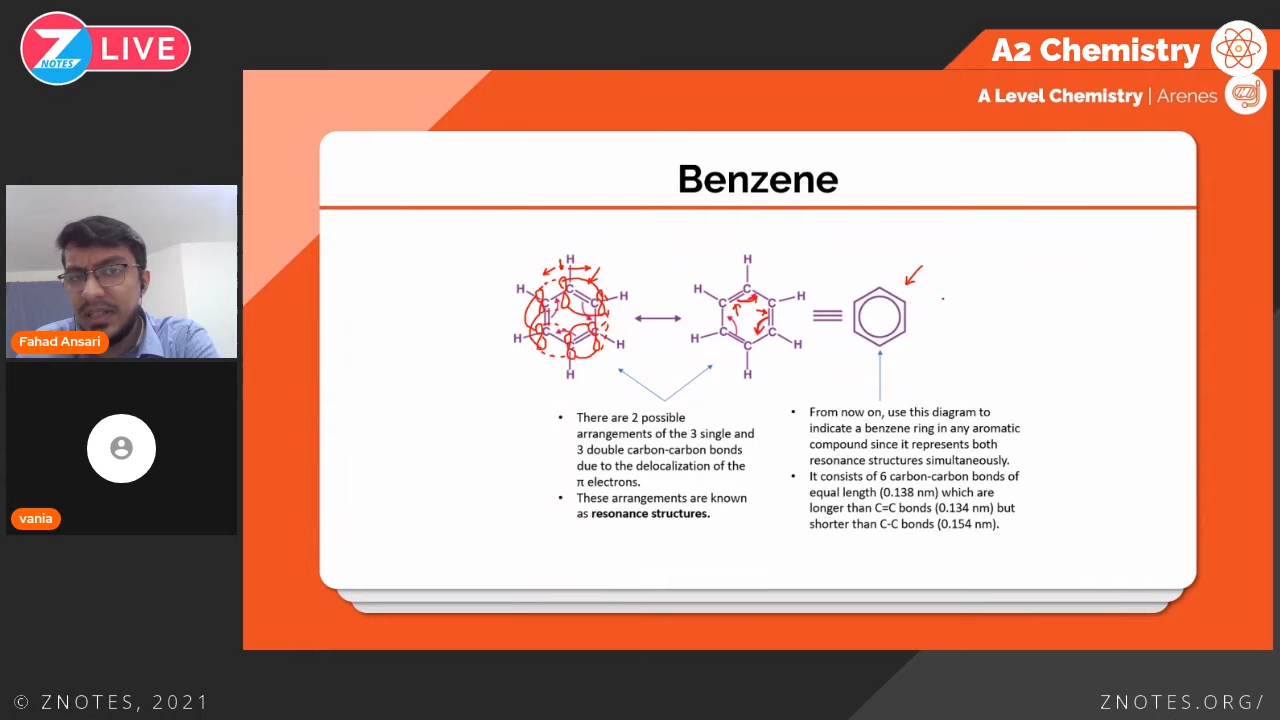 Z
NOTES
LIVE
A2 Chemistry
A Level Chemistry | Arenes
Benzene
H
H C C H
C C
H C C H
C
H
H
H C C H
C C
H C H
C
H
Fahad Ansari
vania
• There are 2 possible
arrangements of the 3 single and
3 double carbon-carbon bonds
due to the delocalization of the
π electrons.
• These arrangements are known
as resonance structures.
• From now on, use this diagram to
indicate a benzene ring in any aromatic
compound since it represents both
resonance structures simultaneously.
• It consists of 6 carbon-carbon bonds of
equal length (0.138 nm) which are
longer than C=C bonds (0.134 nm) but
shorter than C-C bonds (0.154 nm).
© ZNOTES, 2021
ZNOTES.ORG/